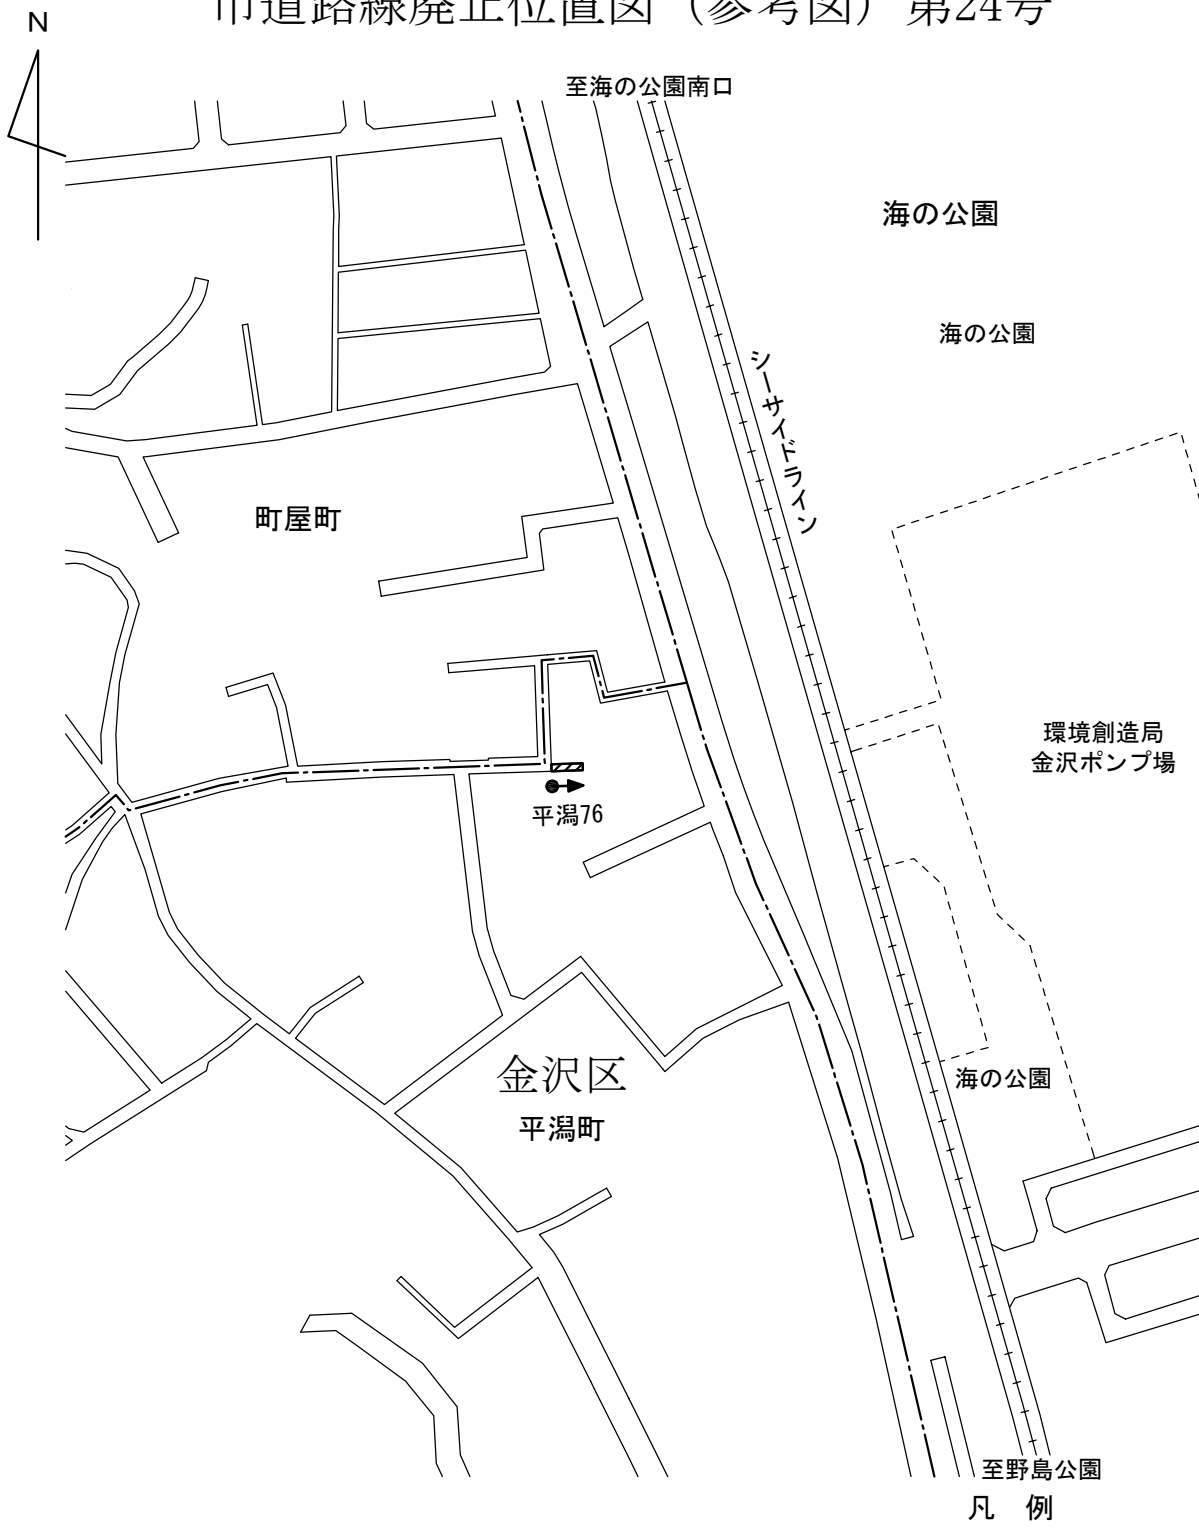 市道路線廃止位置図（参考図）第24号
N
至海の公園南口
海の公園
海の公園
シーサイドライン
町屋町
環境創造局
金沢ポンプ場
平潟76
金沢区
海の公園
平潟町
至野島公園
凡　例